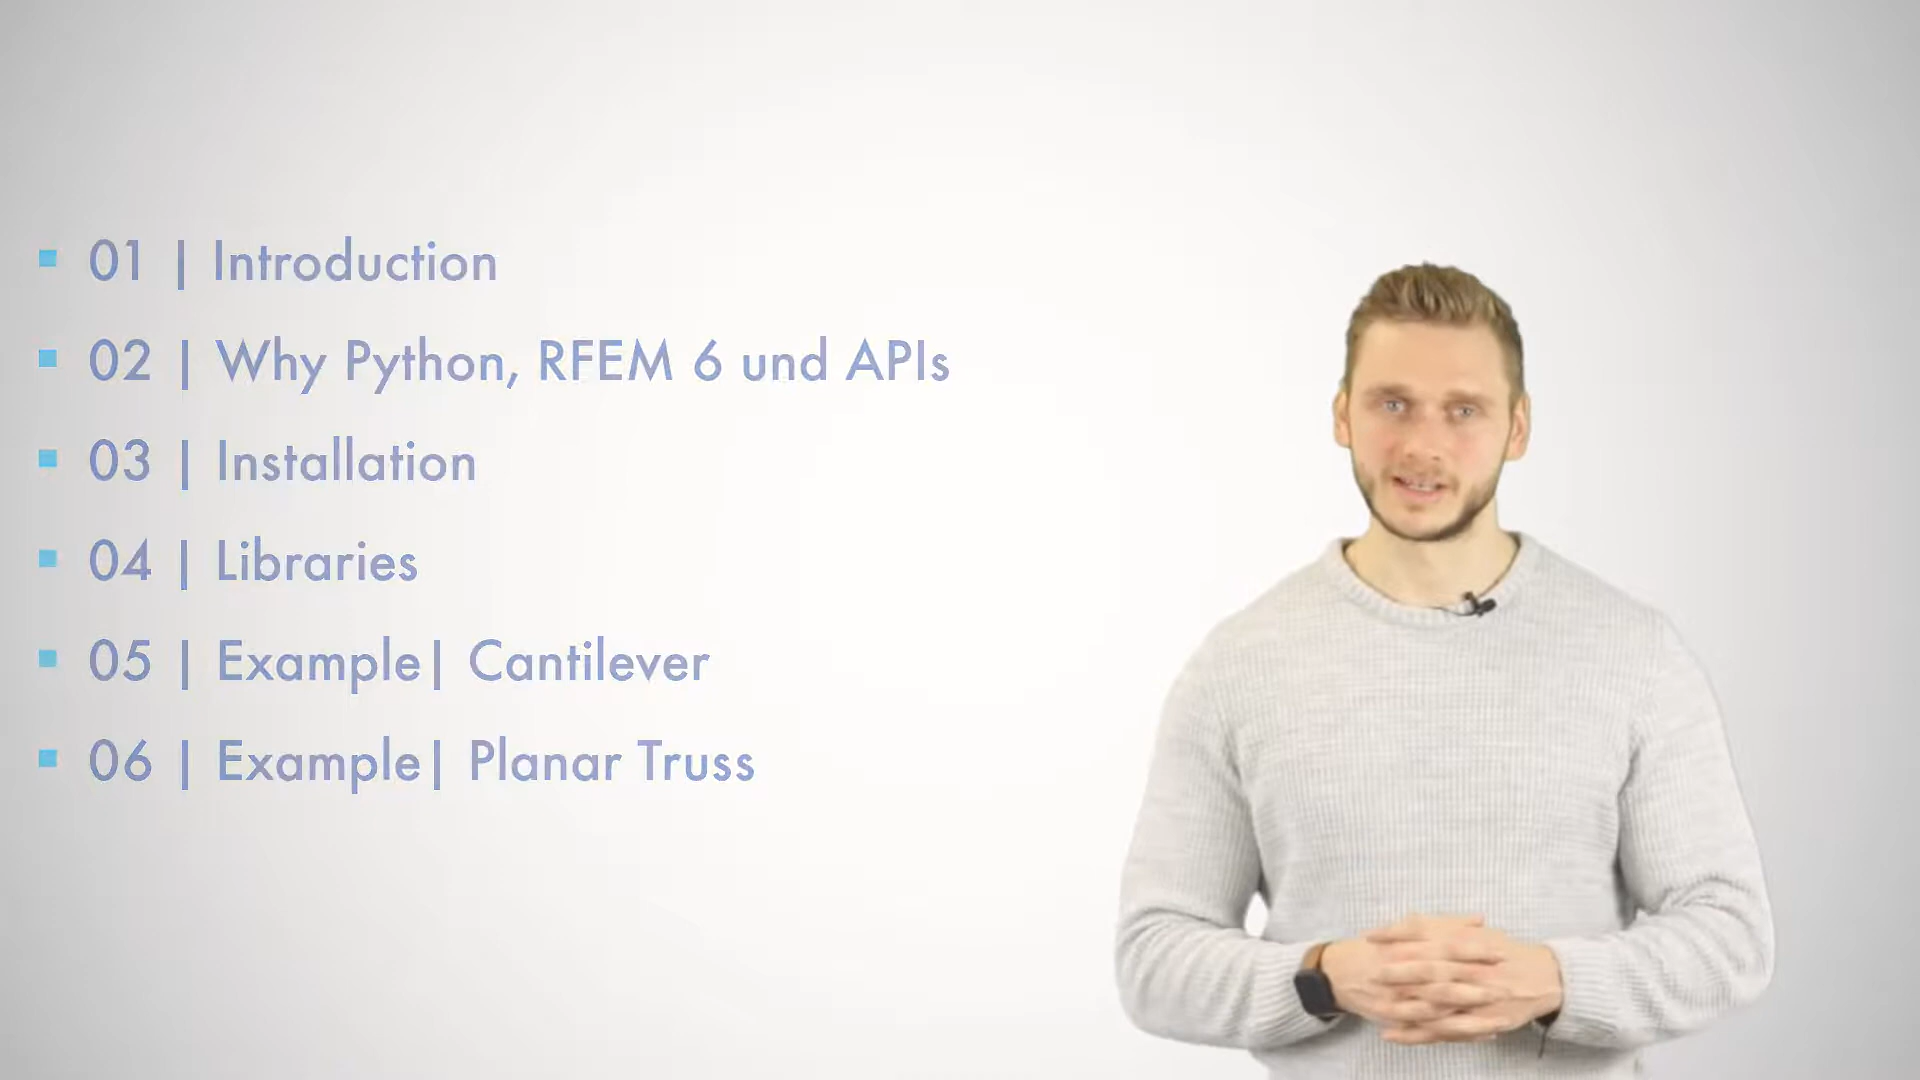 01 | Introduction
02 | Why Python, RFEM 6 und APIs
03 | Installation
04 | Libraries
05 | Example| Cantilever
06 | Example| Planar Truss